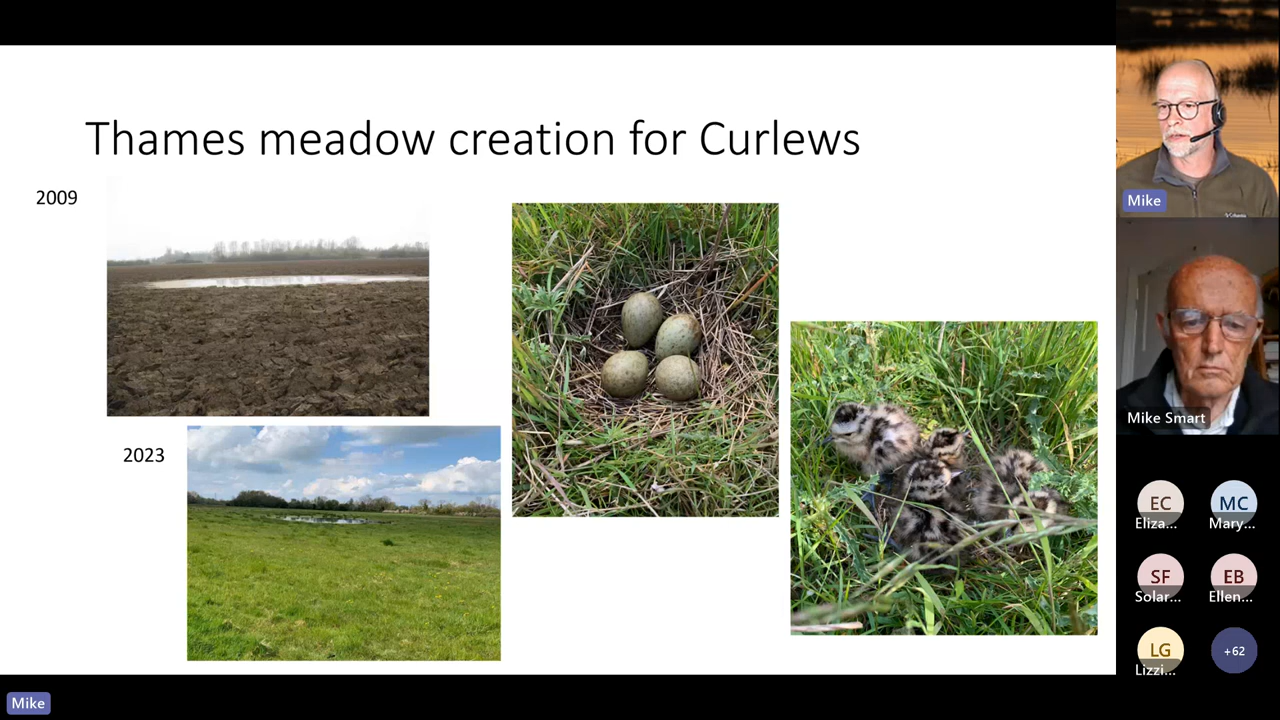 Thames meadow creation for Curlews
2009
2023
Mike
Mike Smart
EC
Eliza...
MC
Mary...
SF
Solar...
EB
Ellen...
LG
Lizzi...
+62
Mike